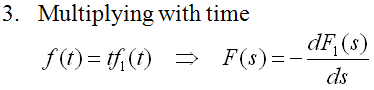 3. Multiplying with time
f(t) = tf₁(t) ⇒ F(s) = − dF₁(s) / ds